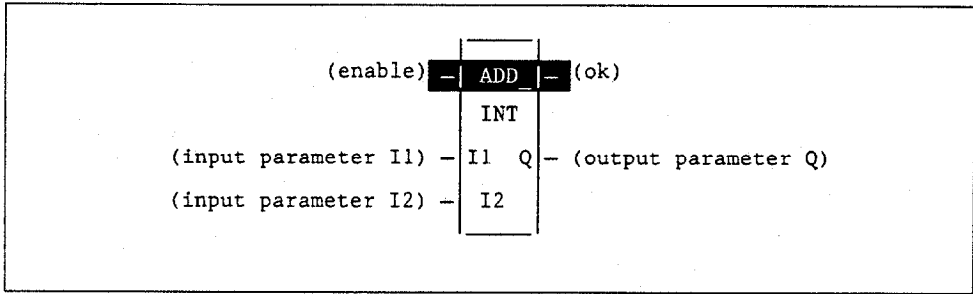 (enable) –| ADD_ |– (ok)
INT
(input parameter I1) –|I1 Q|– (output parameter Q)
(input parameter I2) –| I2